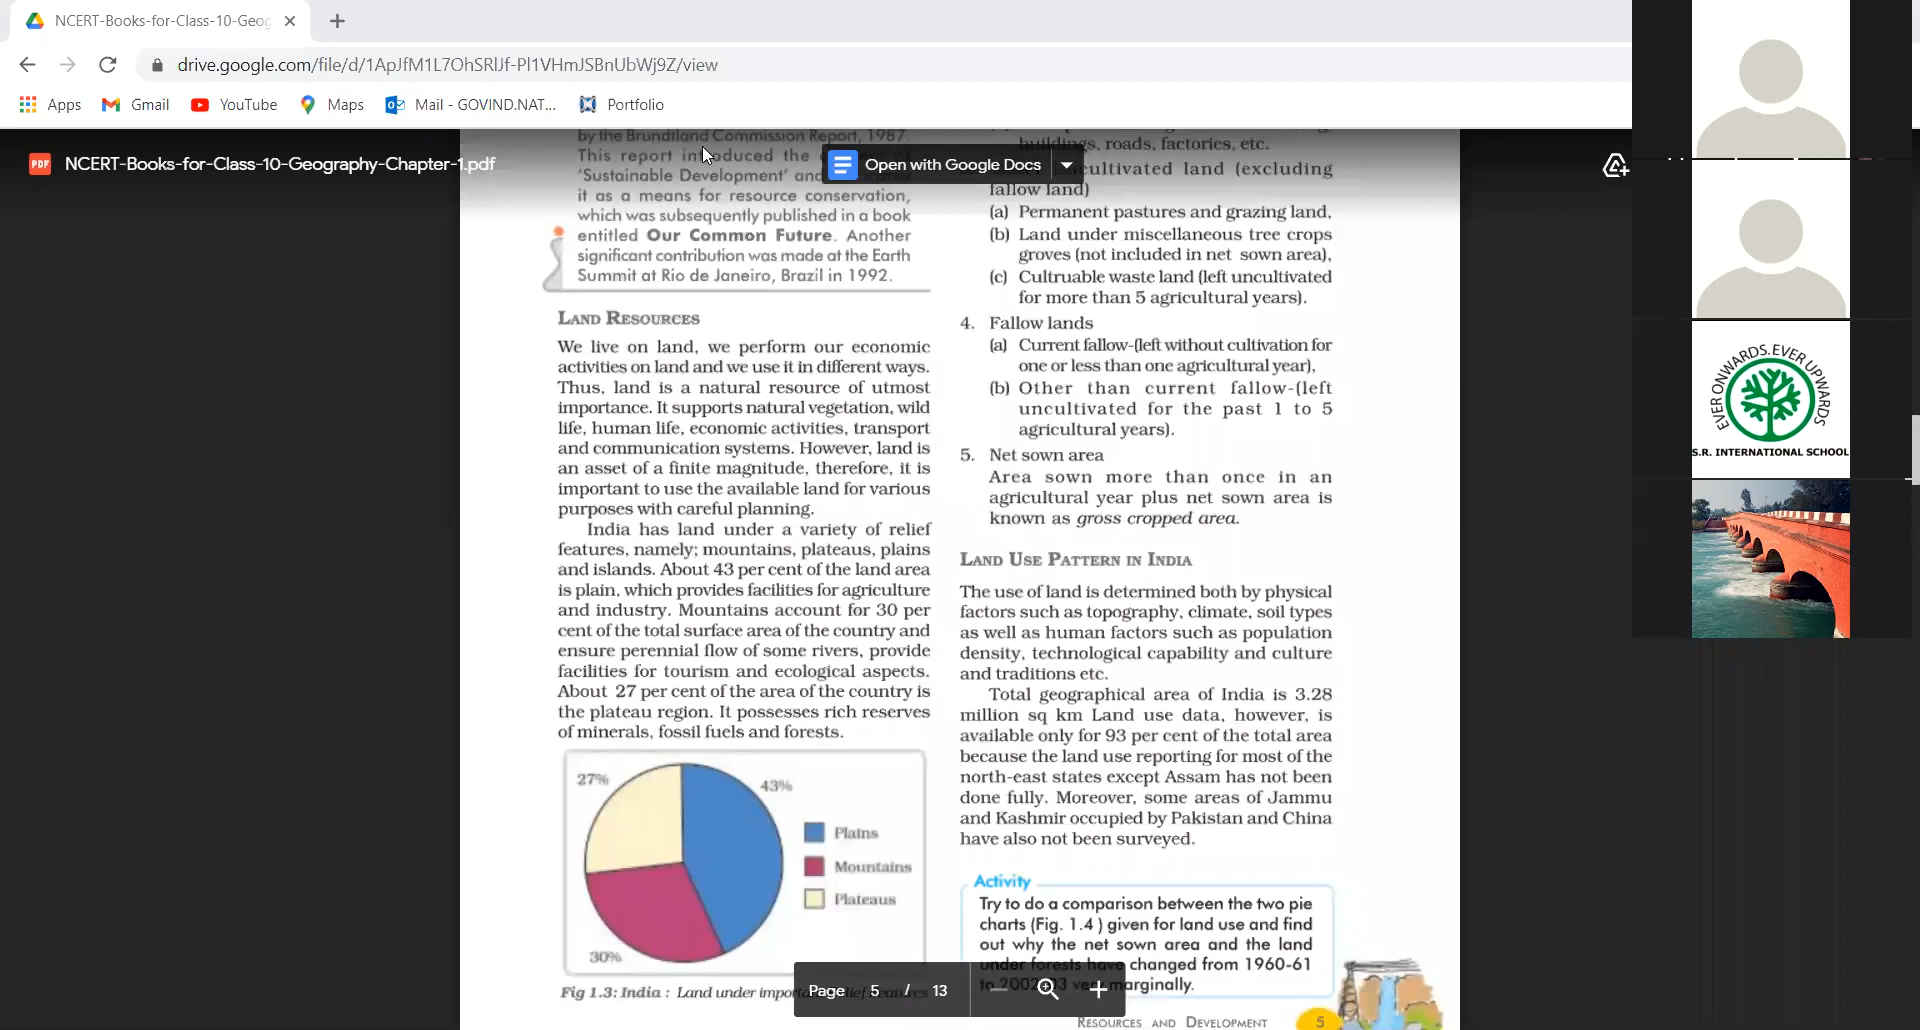 NCERT-Books-for-Class-10-Geog
drive.google.com/file/d/1ApJfM1L7OhSRlJf-Pl1VHmJSBnUbWj9Z/view
Apps
Gmail
YouTube
Maps
Mail - GOVIND.NAT...
Portfolio
PDF
NCERT-Books-for-Class-10-Geography-Chapter-1.pdf
Open with Google Docs
by the Brundtland Commission Report, 1987.
This report introduced the
‘Sustainable Development’ and
it as a means for resource conservation,
which was subsequently published in a book
entitled Our Common Future. Another
significant contribution was made at the Earth
Summit at Rio de Janeiro, Brazil in 1992.
LAND RESOURCES
We live on land, we perform our economic
activities on land and we use it in different ways.
Thus, land is a natural resource of utmost
importance. It supports natural vegetation, wild
life, human life, economic activities, transport
and communication systems. However, land is
an asset of a finite magnitude, therefore, it is
important to use the available land for various
purposes with careful planning.
India has land under a variety of relief
features, namely; mountains, plateaus, plains
and islands. About 43 per cent of the land area
is plain, which provides facilities for agriculture
and industry. Mountains account for 30 per
cent of the total surface area of the country and
ensure perennial flow of some rivers, provide
facilities for tourism and ecological aspects.
About 27 per cent of the area of the country is
the plateau region. It possesses rich reserves
of minerals, fossil fuels and forests.
27%
43%
30%
Plains
Mountains
Plateaus
Fig 1.3: India : Land under
buildings, roads, factories, etc.
cultivated land (excluding
fallow land)
(a) Permanent pastures and grazing land,
(b) Land under miscellaneous tree crops
groves (not included in net sown area),
(c) Cultruable waste land (left uncultivated
for more than 5 agricultural years).
4. Fallow lands
(a) Current fallow-(left without cultivation for
one or less than one agricultural year),
(b) Other than current fallow-(left
uncultivated for the past 1 to 5
agricultural years).
5. Net sown area
Area sown more than once in an
agricultural year plus net sown area is
known as gross cropped area.
LAND USE PATTERN IN INDIA
The use of land is determined both by physical
factors such as topography, climate, soil types
as well as human factors such as population
density, technological capability and culture
and traditions etc.
Total geographical area of India is 3.28
million sq km Land use data, however, is
available only for 93 per cent of the total area
because the land use reporting for most of the
north-east states except Assam has not been
done fully. Moreover, some areas of Jammu
and Kashmir occupied by Pakistan and China
have also not been surveyed.
Activity
Try to do a comparison between the two pie
charts (Fig. 1.4 ) given for land use and find
out why the net sown area and the land
under forests have changed from 1960-61
to marginally.
RESOURCES AND DEVELOPMENT
5
Page 5 / 13
EVER ONWARDS. EVER UPWARDS
S.R. INTERNATIONAL SCHOOL